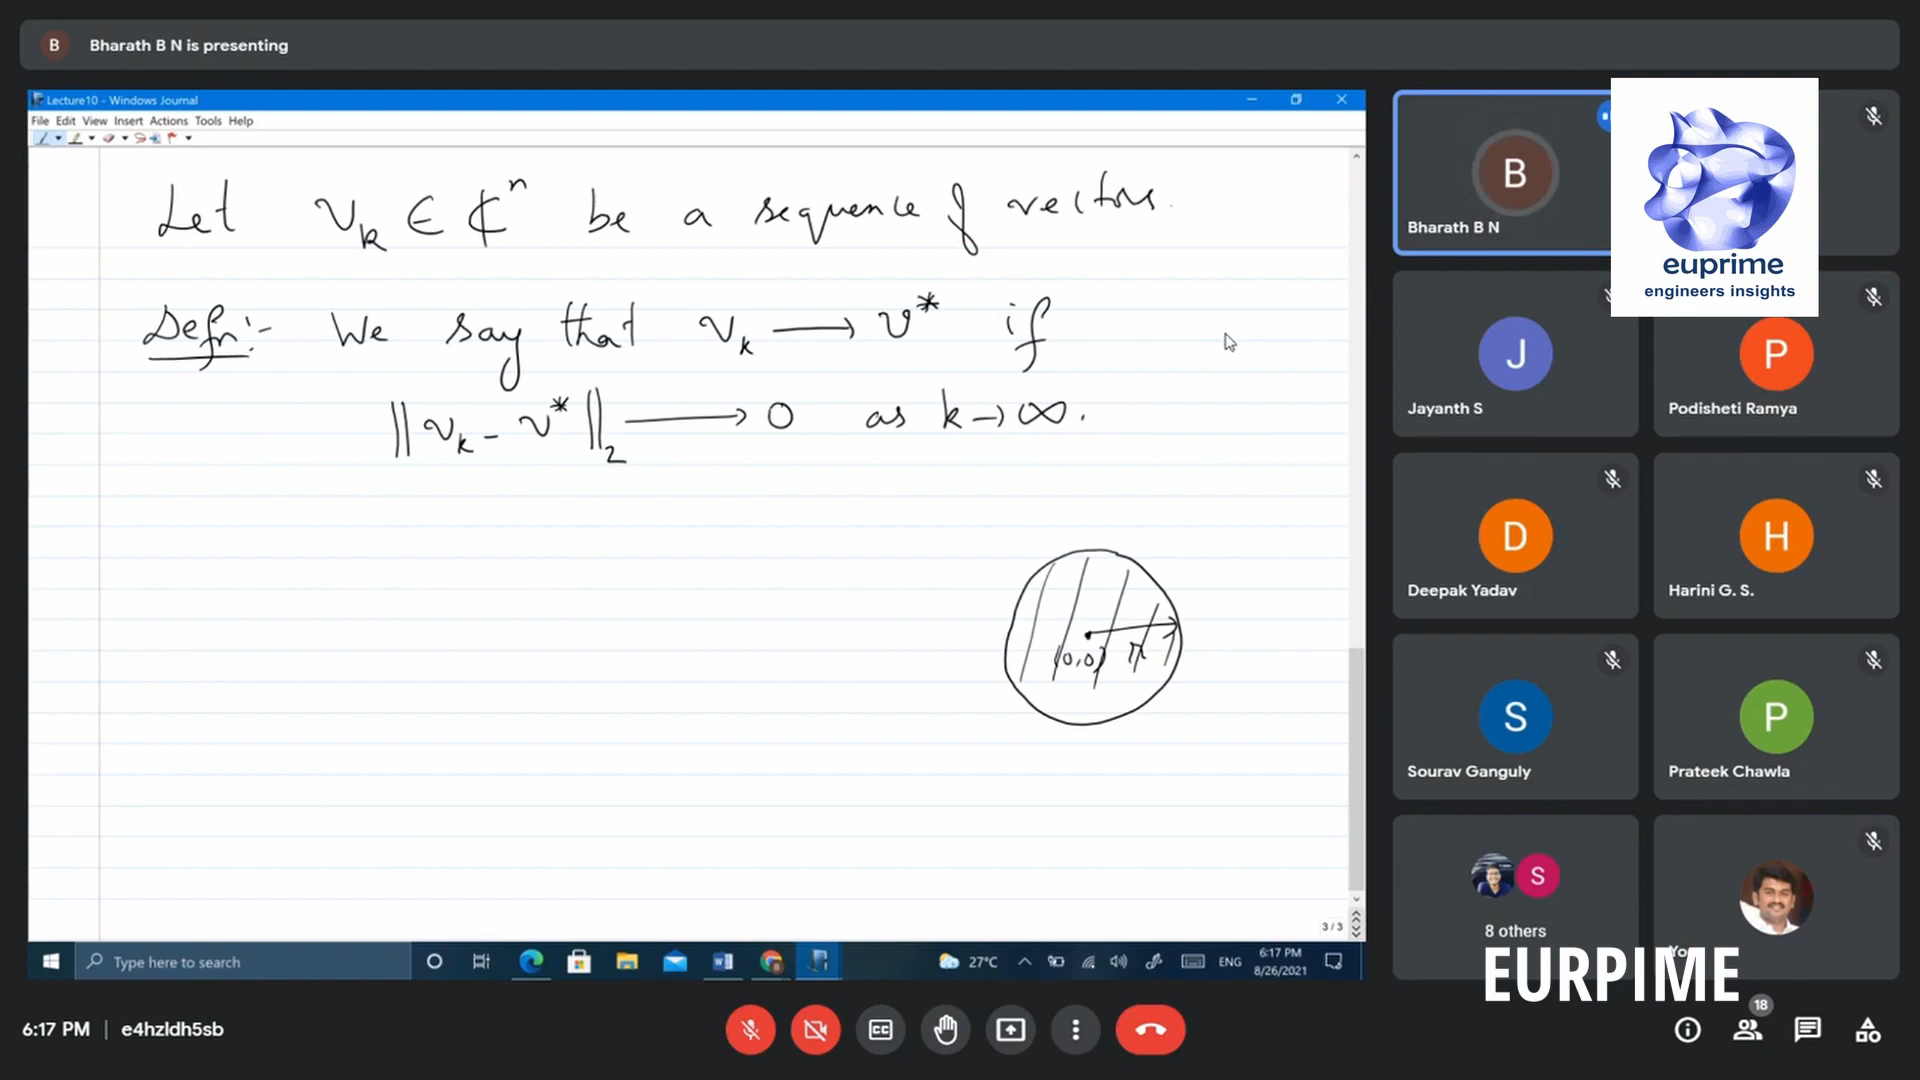 B Bharath B N is presenting
Lecture10 - Windows Journal
File Edit View Insert Actions Tools Help
Let v_k ∈ ℂ^n be a sequence of vectors.
Defn:- We say that v_k → v* if
‖v_k - v*‖_2 → 0 as k → ∞.
(0,0) π
3 / 3
Type here to search
27°C ENG 6:17 PM
8/26/2021
B
Bharath B N
euprime
engineers insights
J
Jayanth S
P
Podisheti Ramya
D
Deepak Yadav
H
Harini G. S.
S
Sourav Ganguly
P
Prateek Chawla
S
8 others
You
EURPIME
6:17 PM | e4hzldh5sb
CC
18